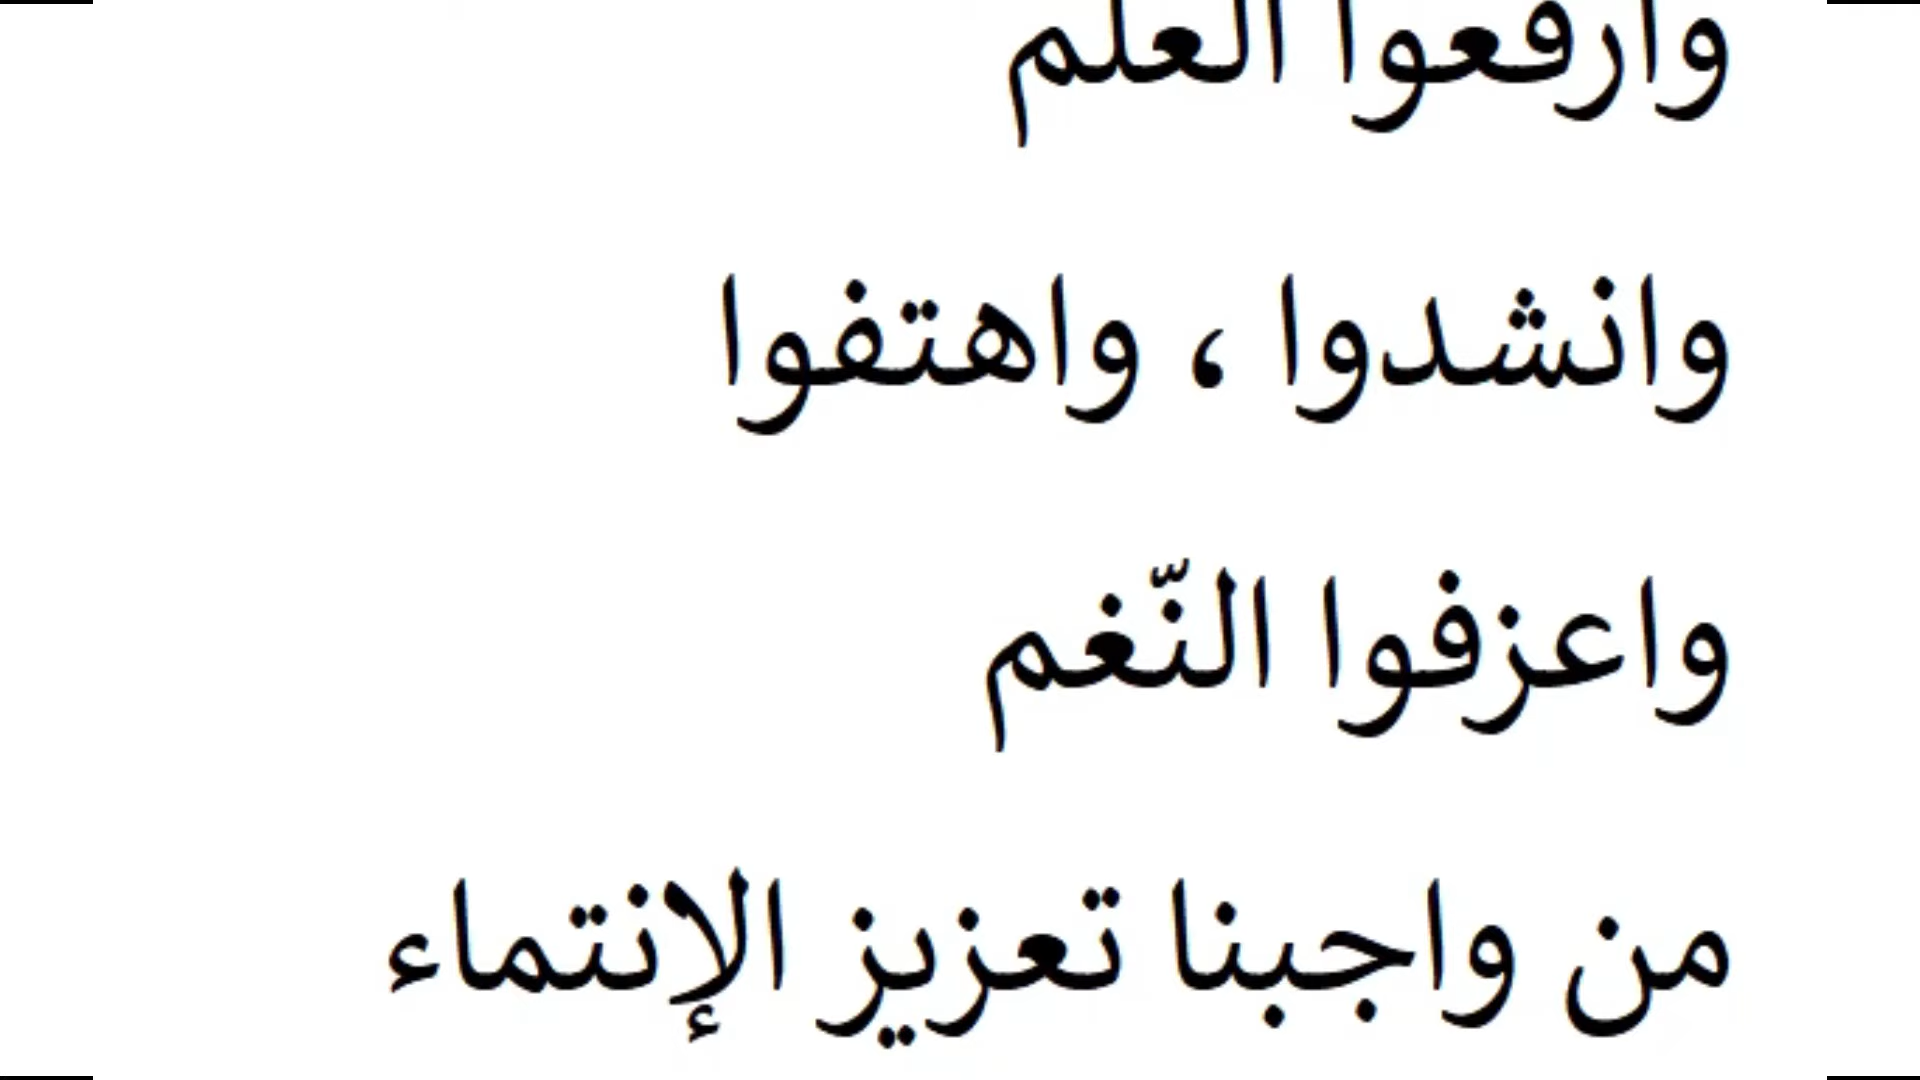 وارفعوا العلم
وانشدوا ، واهتفوا
واعزفوا النّغم
من واجبنا تعزيز الإنتماء